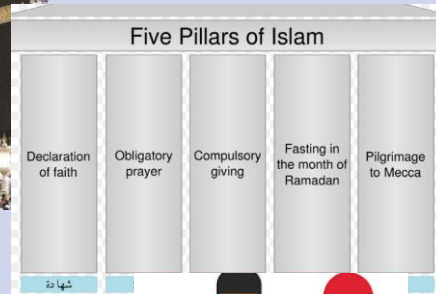 Five Pillars of Islam
Declaration
of faith
Obligatory
prayer
Compulsory
giving
Fasting in
the month of
Ramadan
Pilgrimage
to Mecca
شهادة